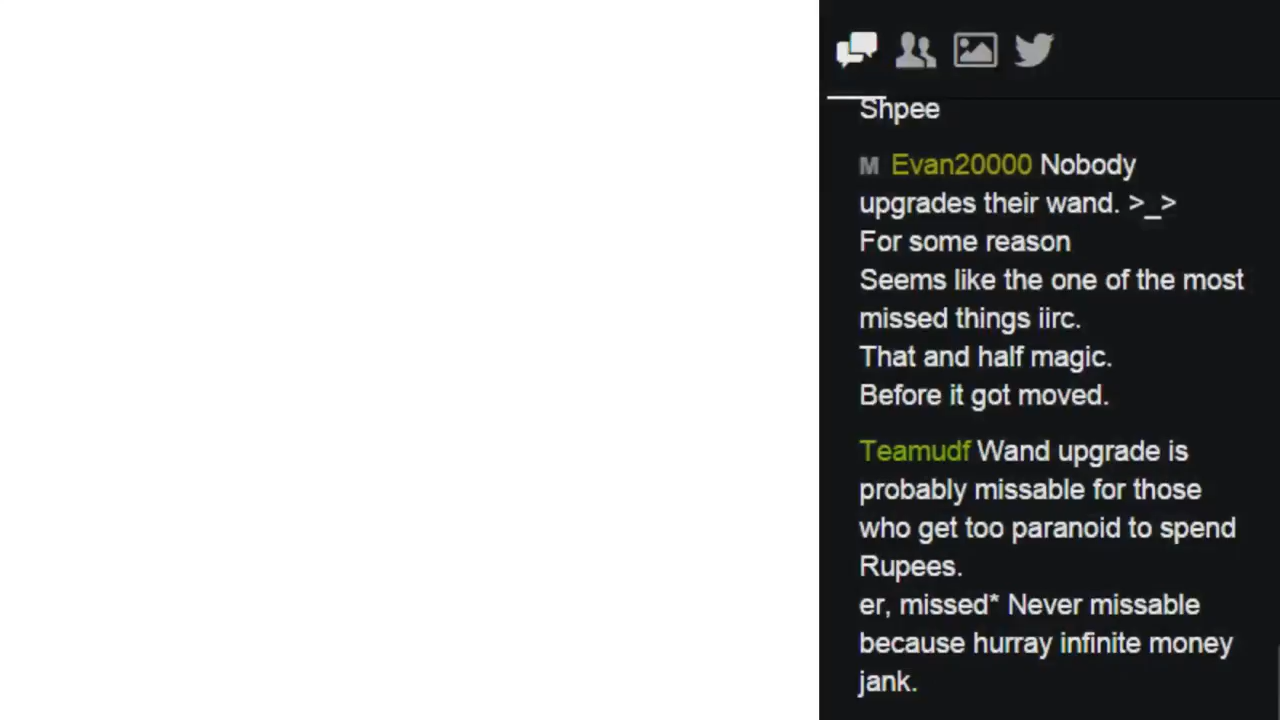 Shpee
M Evan20000 Nobody
upgrades their wand. >_>
For some reason
Seems like the one of the most
missed things iirc.
That and half magic.
Before it got moved.
Teamudf Wand upgrade is
probably missable for those
who get too paranoid to spend
Rupees.
er, missed* Never missable
because hurray infinite money
jank.